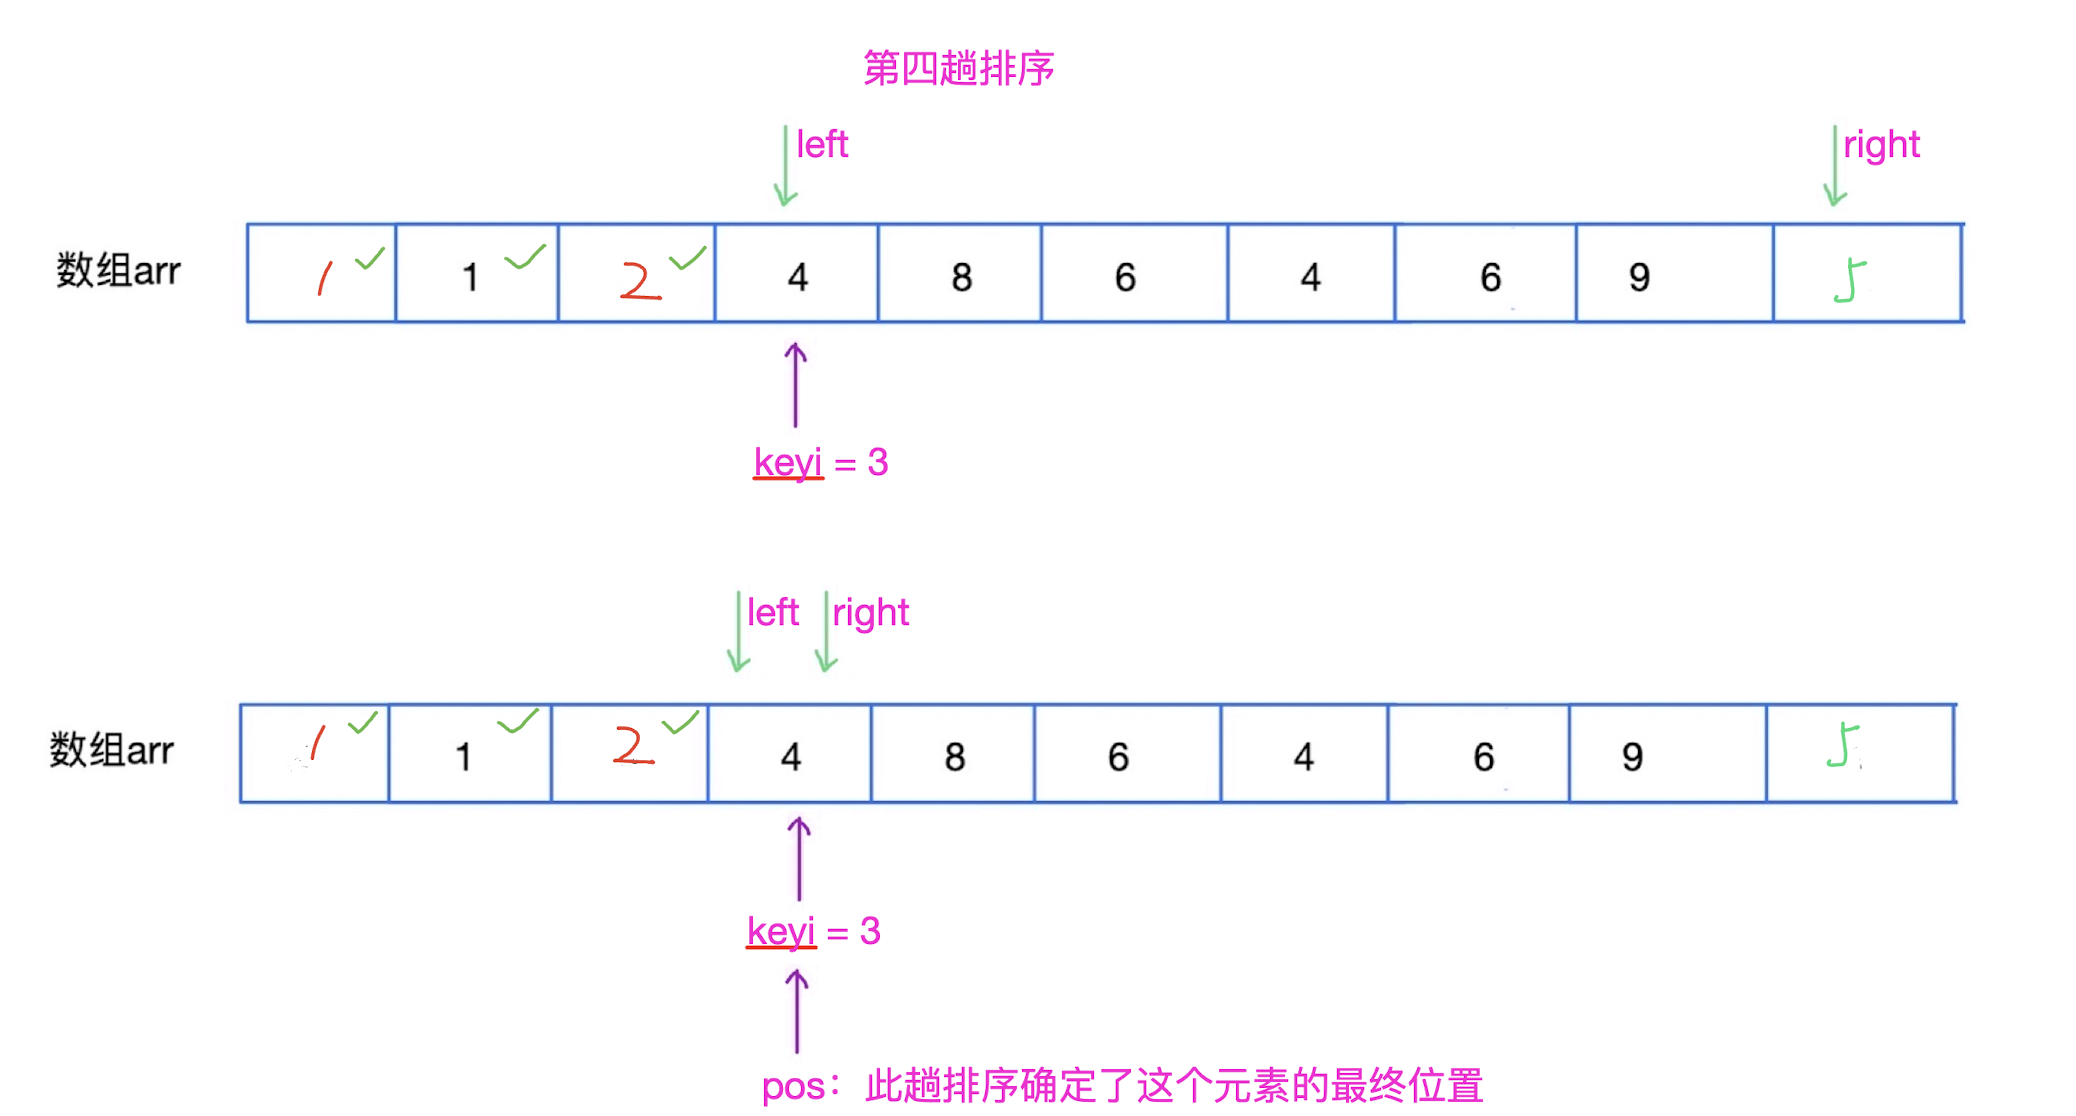 第四趟排序
left right
数组arr 1 1 2 4 8 6 4 6 9 5
keyi = 3
left right
数组arr 1 1 2 4 8 6 4 6 9 5
keyi = 3
pos：此趟排序确定了这个元素的最终位置